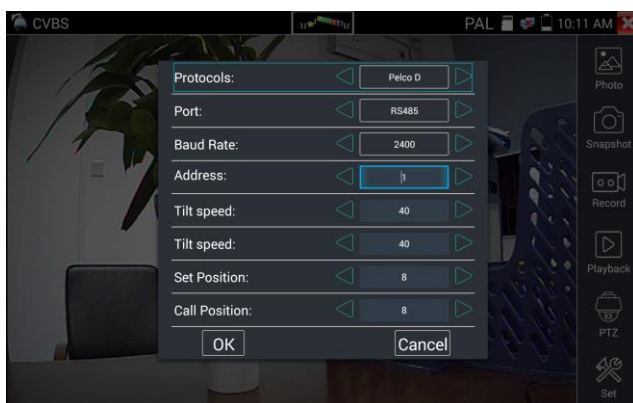 CVBS PAL 10:11 AM
Protocols: Pelco D
Port: RS485
Baud Rate: 2400
Address: 1
Tilt speed: 40
Tilt speed: 40
Set Position: 8
Call Position: 8
OK Cancel
Photo
Snapshot
Record
Playback
PTZ
Set